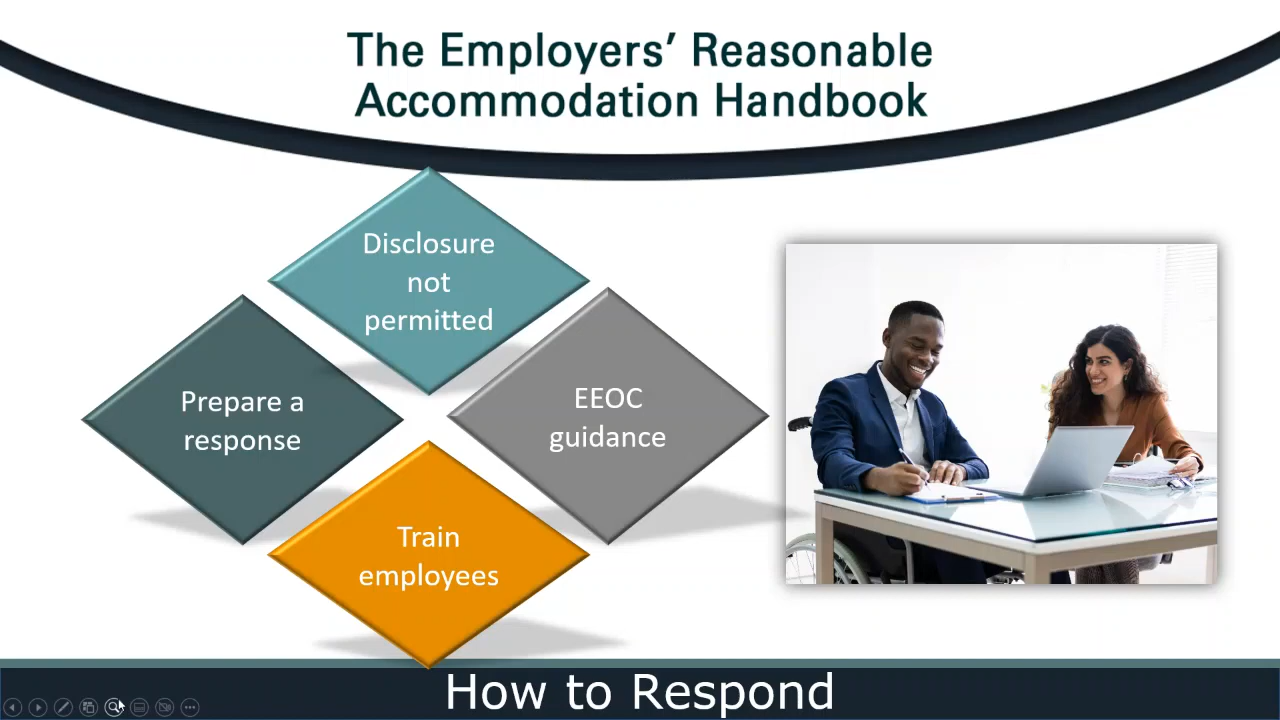 The Employers’ Reasonable
Accommodation Handbook
Disclosure
not
permitted
Prepare a
response
EEOC
guidance
Train
employees
How to Respond